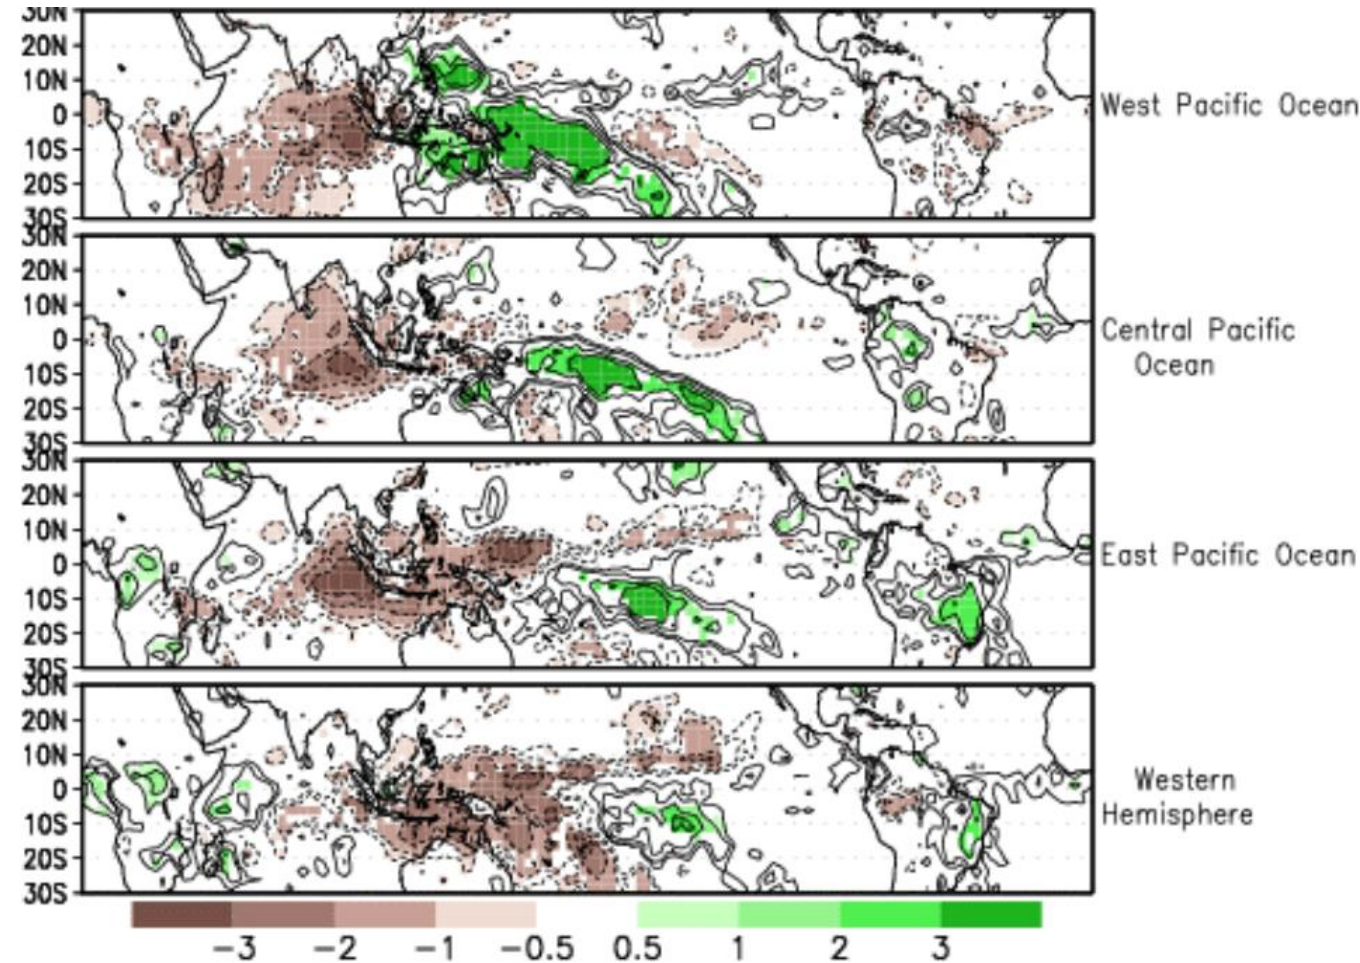 30N
20N
10N
0
10S
20S
30S
West Pacific Ocean
30N
20N
10N
0
10S
20S
30S
Central Pacific
Ocean
30N
20N
10N
0
10S
20S
30S
East Pacific Ocean
30N
20N
10N
0
10S
20S
30S
Western
Hemisphere
-3 -2 -1 -0.5 0.5 1 2 3